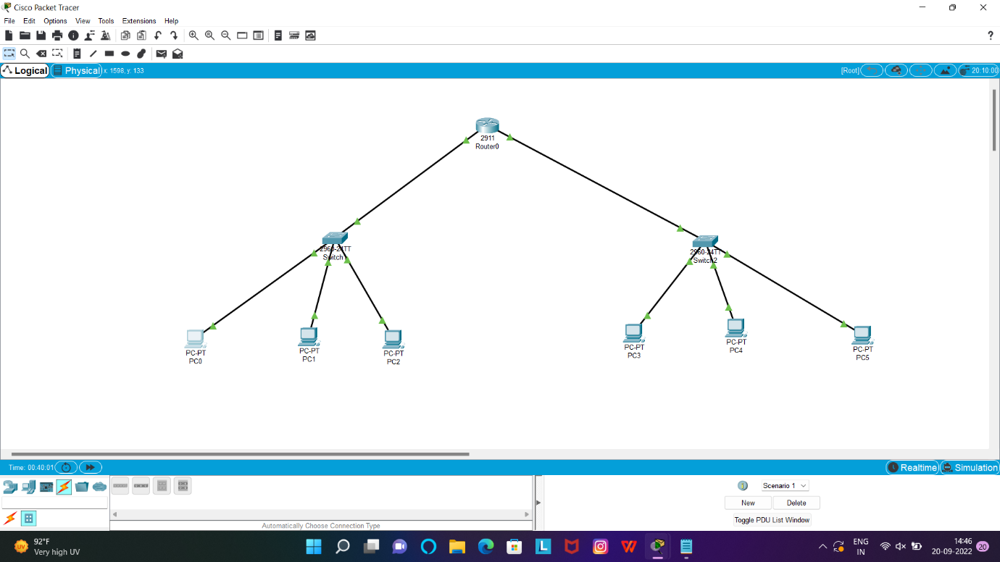 Cisco Packet Tracer
File Edit Options View Tools Extensions Help
?
Logical Physical x: 1598, y: 133 [Root] 20:10:00
2911
Router0
2960-24TT
Switch
2960-24TT
Switch2
PC-PT
PC0
PC-PT
PC1
PC-PT
PC2
PC-PT
PC3
PC-PT
PC4
PC-PT
PC5
Time: 00:40:01 Realtime Simulation
Scenario 1
New Delete
Toggle PDU List Window
Automatically Choose Connection Type
UV
92°F
Very high UV
L
ENG
IN
14:46
20-09-2022
20